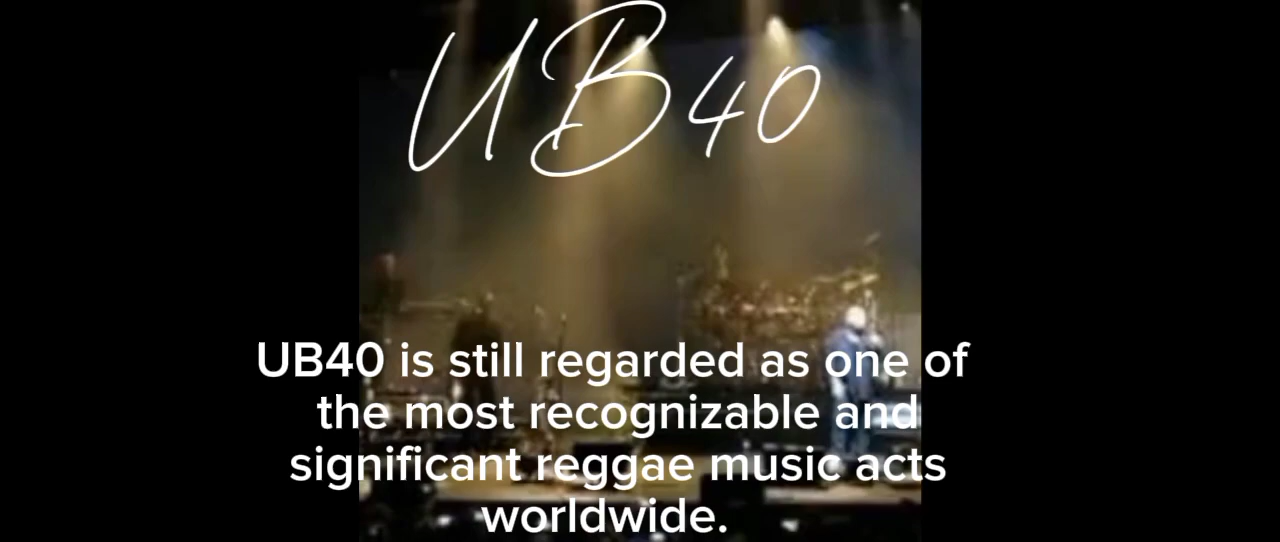 UB40
UB40 is still regarded as one of
the most recognizable and
significant reggae music acts
worldwide.